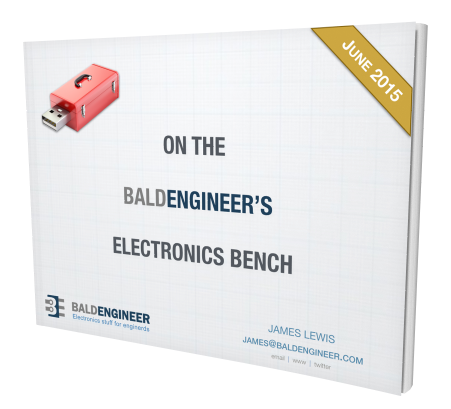 JUNE 2015
ON THE
BALDENGINEER'S
ELECTRONICS BENCH
BALDENGINEER
Electronics stuff for enginerds
JAMES LEWIS
JAMES@BALDENGINEER.COM
email | www | twitter